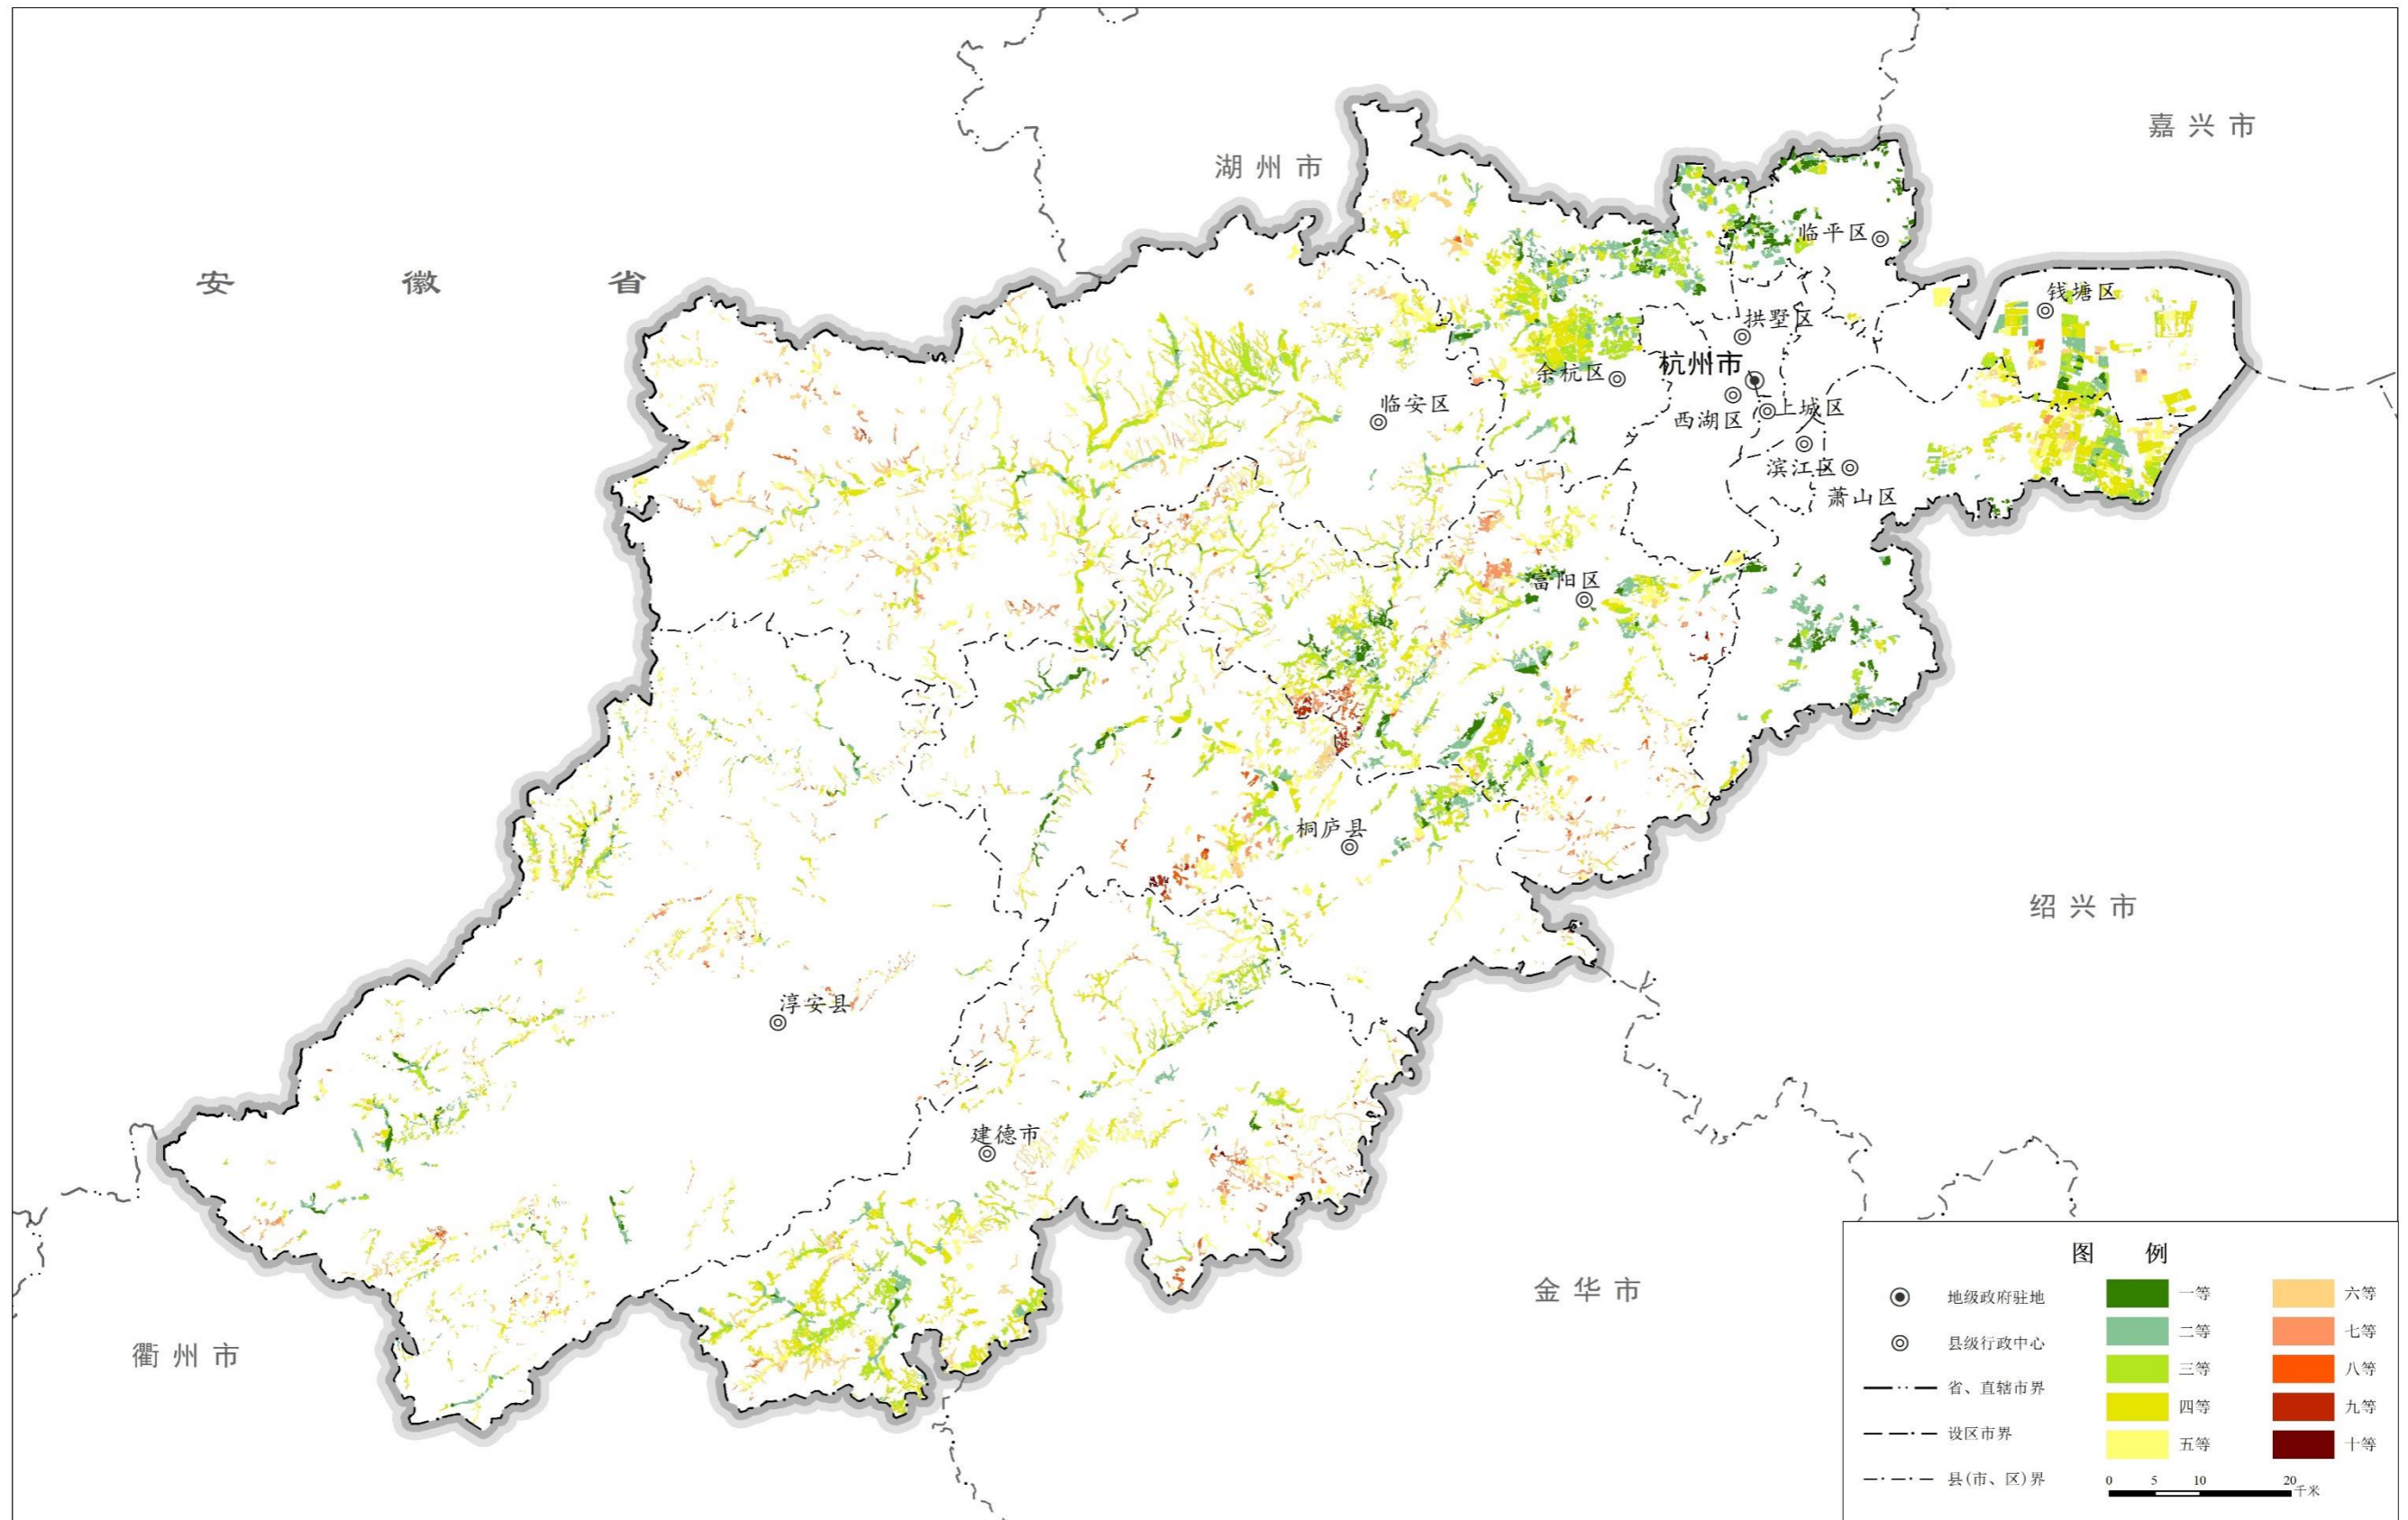 嘉兴市
湖州市
安徽省
临平区
钱塘区
拱墅区
杭州市
余杭区
临安区
西湖区
上城区
滨江区
萧山区
富阳区
桐庐县
绍兴市
淳安县
建德市
金华市
衢州市
图例
地级政府驻地
县级行政中心
省、直辖市界
设区市界
县(市、区)界
一等
二等
三等
四等
五等
六等
七等
八等
九等
十等
0 5 10 20
千米